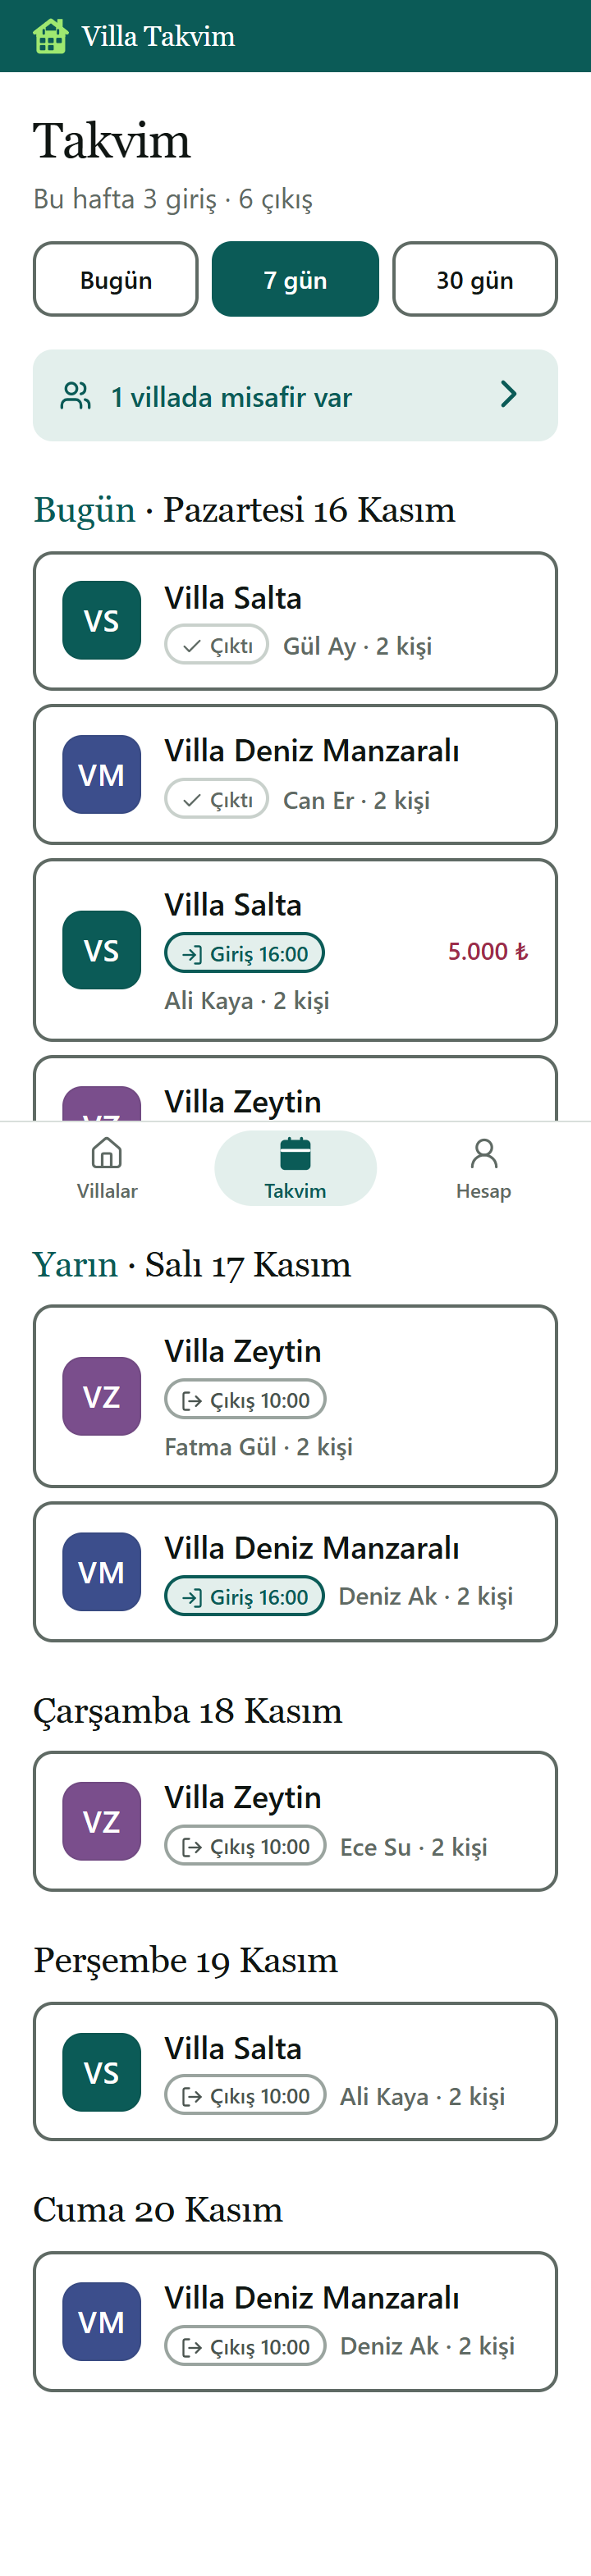 Villa Takvim
Takvim
Bu hafta 3 giriş · 6 çıkış
Bugün
7 gün
30 gün
1 villada misafir var
Bugün · Pazartesi 16 Kasım
VS
Villa Salta
Çıktı
Gül Ay · 2 kişi
VM
Villa Deniz Manzaralı
Çıktı
Can Er · 2 kişi
VS
Villa Salta
Giriş 16:00
5.000 ₺
Ali Kaya · 2 kişi
Villa Zeytin
Villalar
Takvim
Hesap
Yarın · Salı 17 Kasım
VZ
Villa Zeytin
Çıkış 10:00
Fatma Gül · 2 kişi
VM
Villa Deniz Manzaralı
Giriş 16:00
Deniz Ak · 2 kişi
Çarşamba 18 Kasım
VZ
Villa Zeytin
Çıkış 10:00
Ece Su · 2 kişi
Perşembe 19 Kasım
VS
Villa Salta
Çıkış 10:00
Ali Kaya · 2 kişi
Cuma 20 Kasım
VM
Villa Deniz Manzaralı
Çıkış 10:00
Deniz Ak · 2 kişi